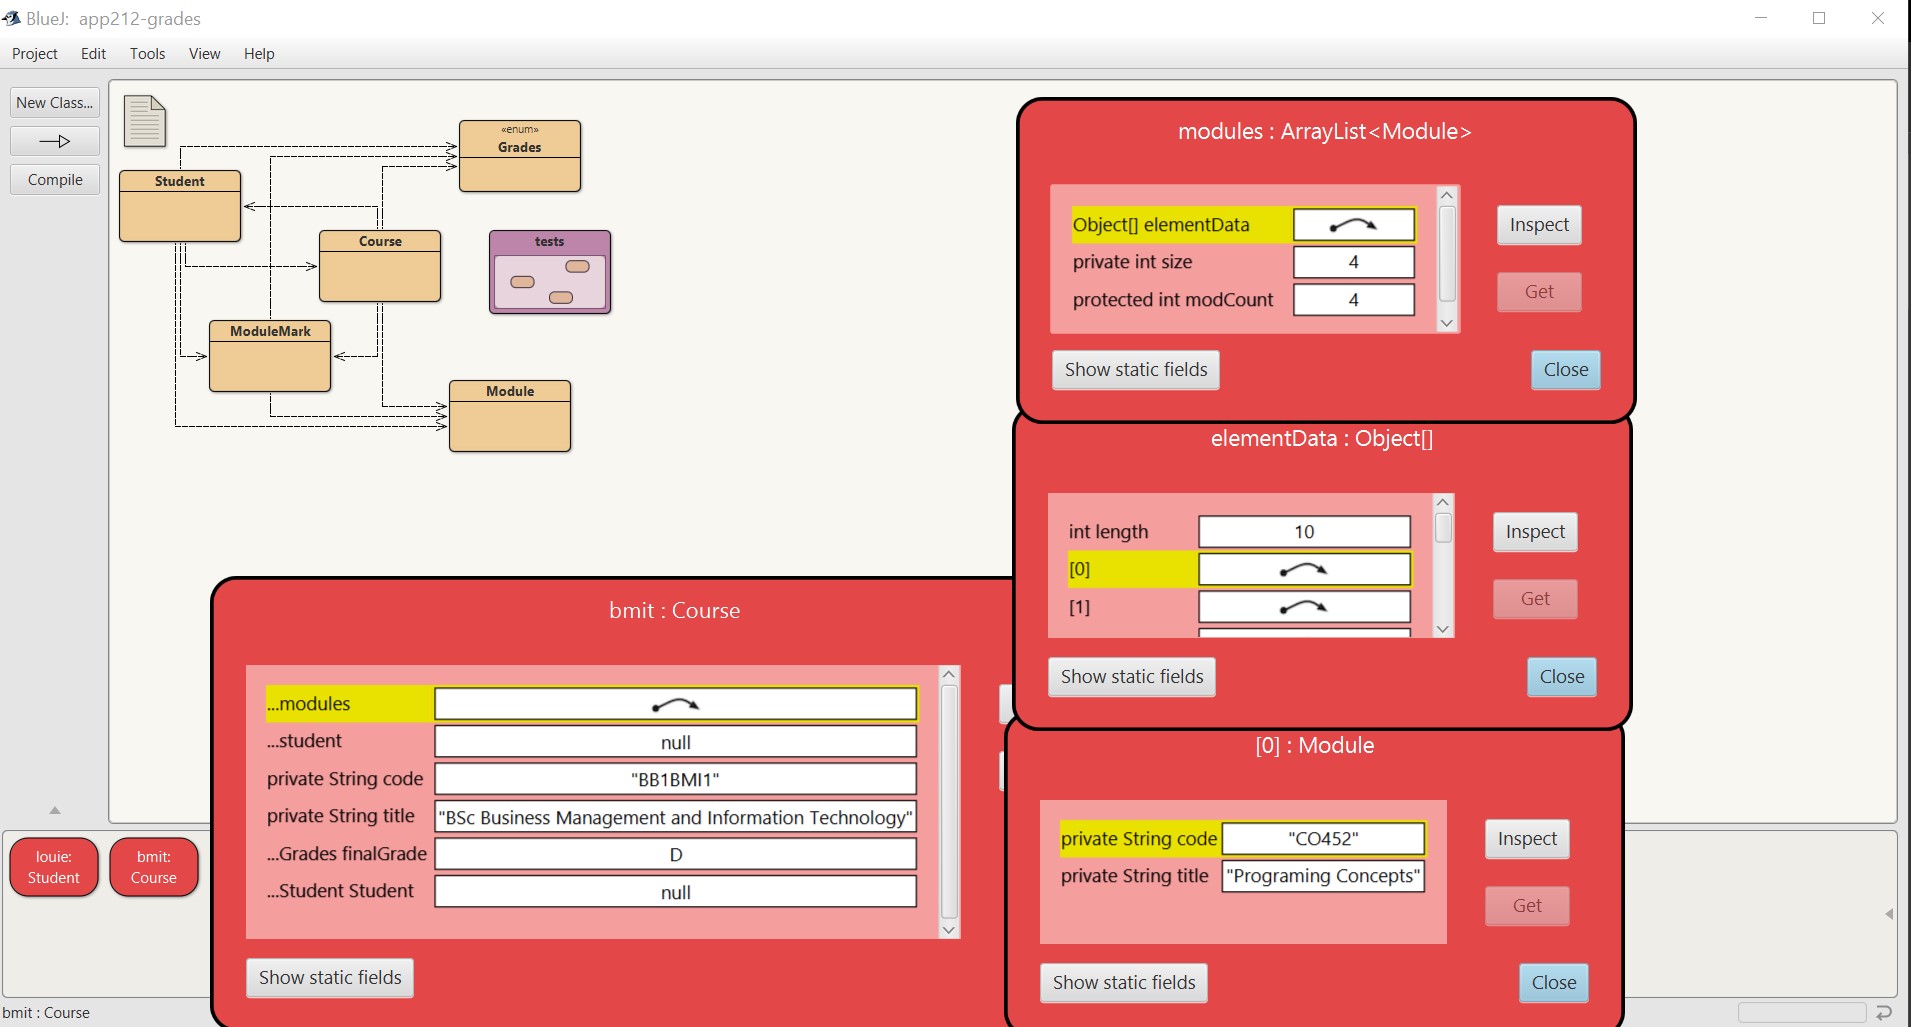 BlueJ: app212-grades
Project Edit Tools View Help
New Class...
Compile
«enum»
Grades
Student
Course
tests
ModuleMark
Module
modules : ArrayList<Module>
Object[] elementData
private int size 4
protected int modCount 4
Inspect
Get
Show static fields
Close
elementData : Object[]
int length 10
[0]
[1]
Inspect
Get
Show static fields
Close
bmit : Course
...modules
...student null
private String code "BB1BMI1"
private String title "BSc Business Management and Information Technology"
...Grades finalGrade D
...Student Student null
Show static fields
[0] : Module
private String code "CO452"
private String title "Programing Concepts"
Inspect
Get
Show static fields
Close
louie:
Student
bmit:
Course
bmit : Course